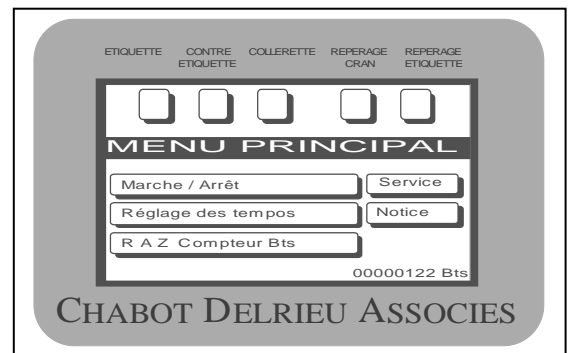 ETIQUETTE CONTRE ETIQUETTE COLLERETTE REPERAGE CRAN REPERAGE ETIQUETTE
MENU PRINCIPAL
Marche / Arrêt Service
Réglage des tempos Notice
R A Z Compteur Bts
00000122 Bts
CHABOT DELRIEU ASSOCIES